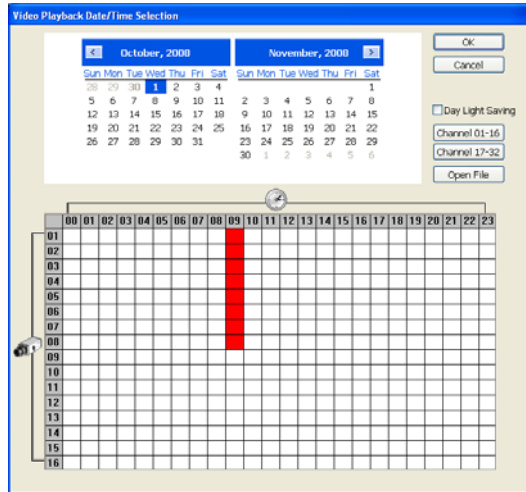 Video Playback Date/Time Selection
October, 2008
November, 2008
Sun Mon Tue Wed Thu Fri Sat
Sun Mon Tue Wed Thu Fri Sat
28 29 30 1 2 3 4
1
5 6 7 8 9 10 11
2 3 4 5 6 7 8
12 13 14 15 16 17 18
9 10 11 12 13 14 15
19 20 21 22 23 24 25
16 17 18 19 20 21 22
26 27 28 29 30 31
23 24 25 26 27 28 29
30 1 2 3 4 5 6
OK
Cancel
Day Light Saving
Channel 01-16
Channel 17-32
Open File
00 01 02 03 04 05 06 07 08 09 10 11 12 13 14 15 16 17 18 19 20 21 22 23
01
02
03
04
05
06
07
08
09
10
11
12
13
14
15
16